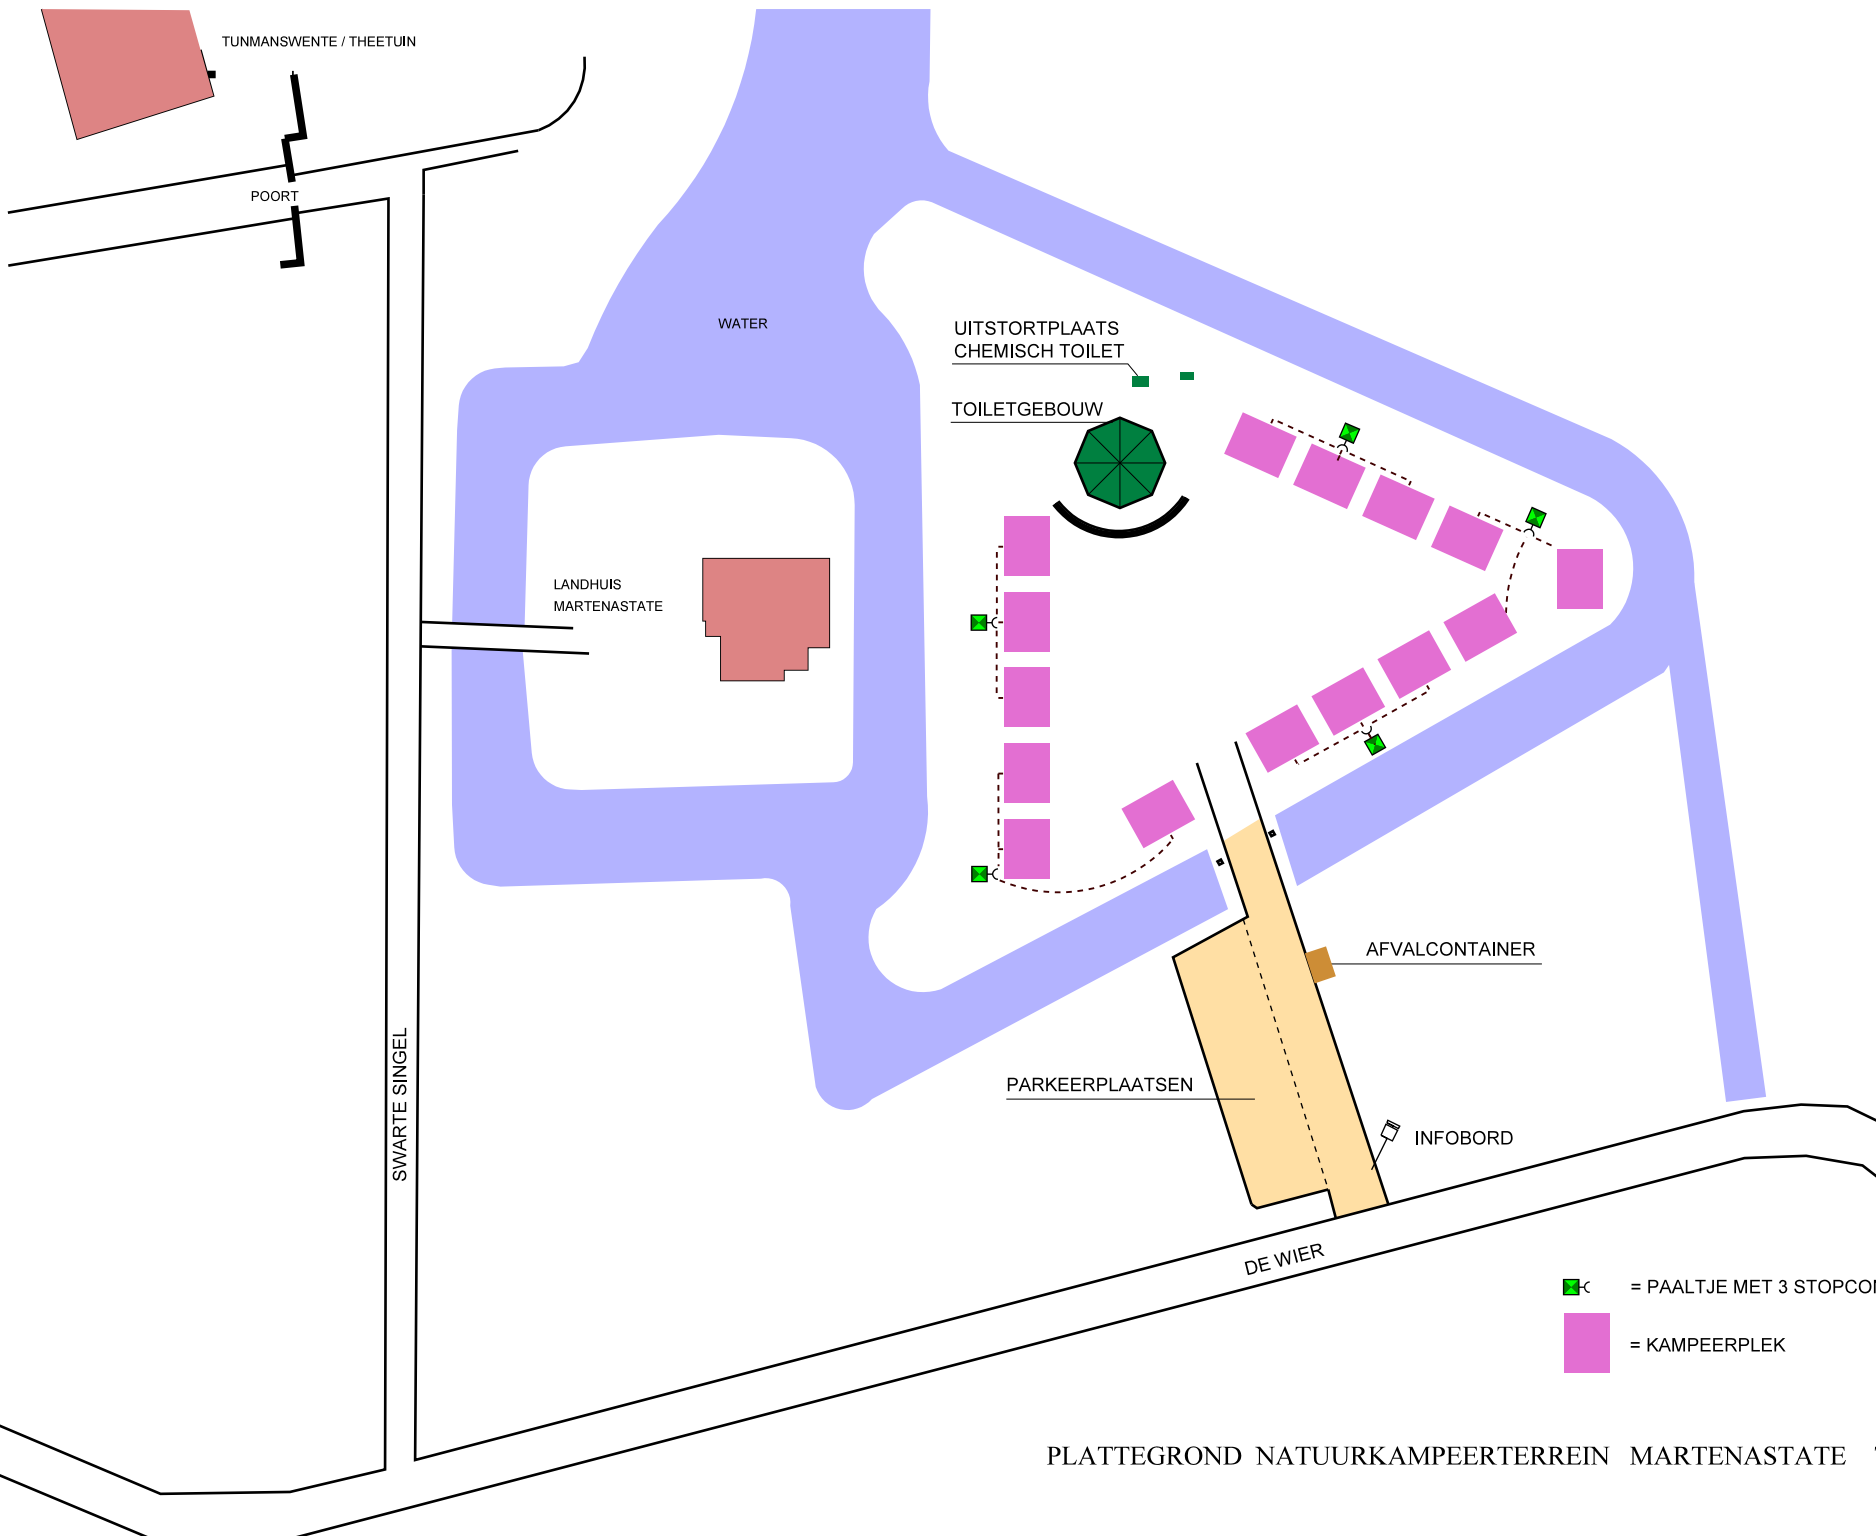 TUNMANSWENTE / THEETUIN
POORT
WATER
UITSTORTPLAATS
CHEMISCH TOILET
TOILETGEBOUW
LANDHUIS
MARTENASTATE
AFVALCONTAINER
SWARTE SINGEL
PARKEERPLAATSEN
INFOBORD
DE WIER
= PAALTJE MET 3
= KAMPEERPLEK
PLATTEGROND NATUURKAMPEERTERREIN MARTENASTATE